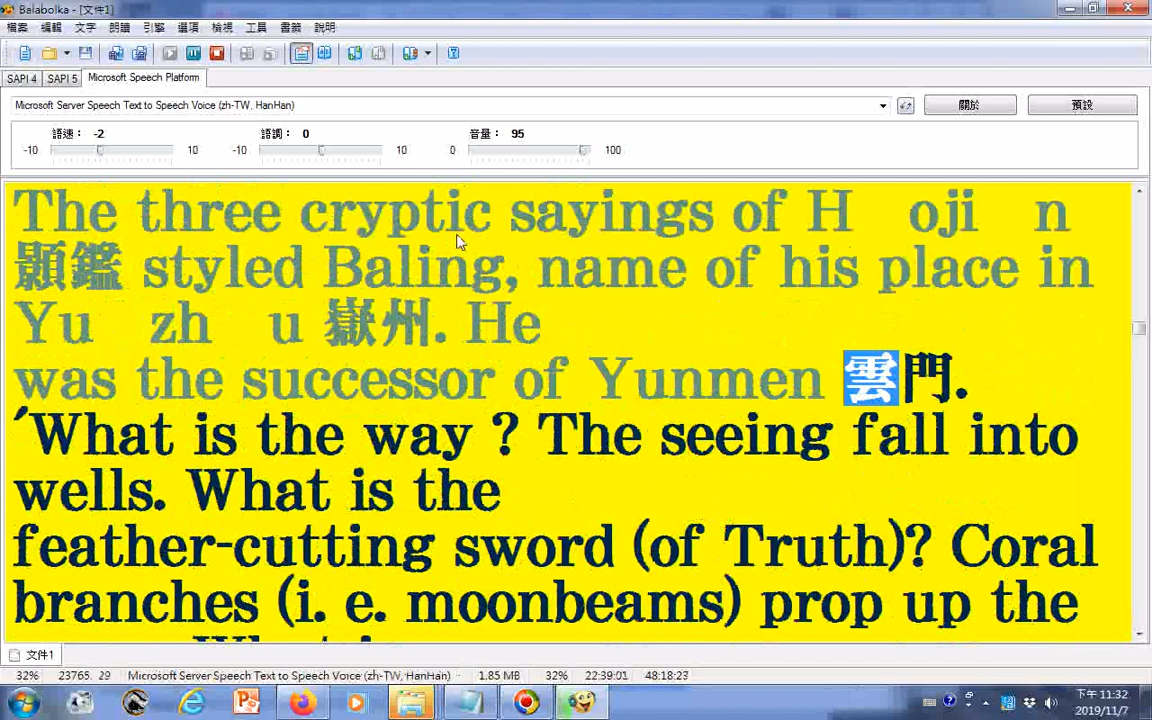 Balabolka - [文件1]
檔案 編輯 文字 朗讀 引擎 選項 檢視 工具 書籤 說明
SAPI 4 SAPI 5 Microsoft Speech Platform
Microsoft Server Speech Text to Speech Voice (zh-TW, HanHan) 關於 預設
語速： -2 語調： 0 音量： 95
-10 10 -10 10 0 100
The three cryptic sayings of H oji n
顥鑑 styled Baling, name of his place in
Yu zh u 嶽州. He
was the successor of Yunmen 雲門.
'What is the way ? The seeing fall into
wells. What is the
feather-cutting sword (of Truth)? Coral
branches (i. e. moonbeams) prop up the
文件1
32% 23765. 29 Microsoft Server Speech Text to Speech Voice (zh-TW, HanHan) 1.85 MB 32% 22:39:01 48:18:23
下午 11:32
2019/11/7